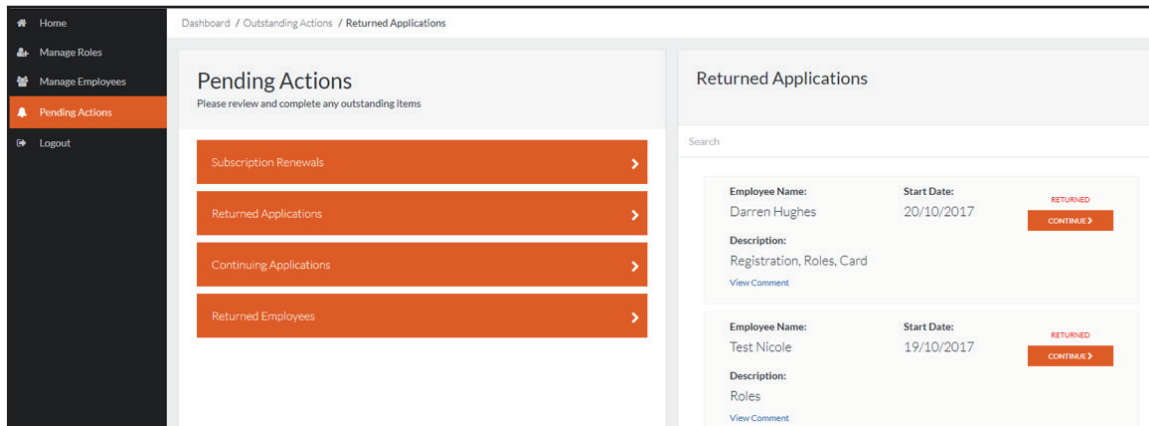 Home
Manage Roles
Manage Employees
Pending Actions
Logout
Dashboard / Outstanding Actions / Returned Applications
Pending Actions
Please review and complete any outstanding items
Subscription Renewals
Returned Applications
Continuing Applications
Returned Employees
Returned Applications
Search
Employee Name: Start Date:
Darren Hughes 20/10/2017 RETURNED
CONTINUE
Description:
Registration, Roles, Card
View Comment
Employee Name: Start Date:
Test Nicole 19/10/2017 RETURNED
CONTINUE
Description:
Roles
View Comment